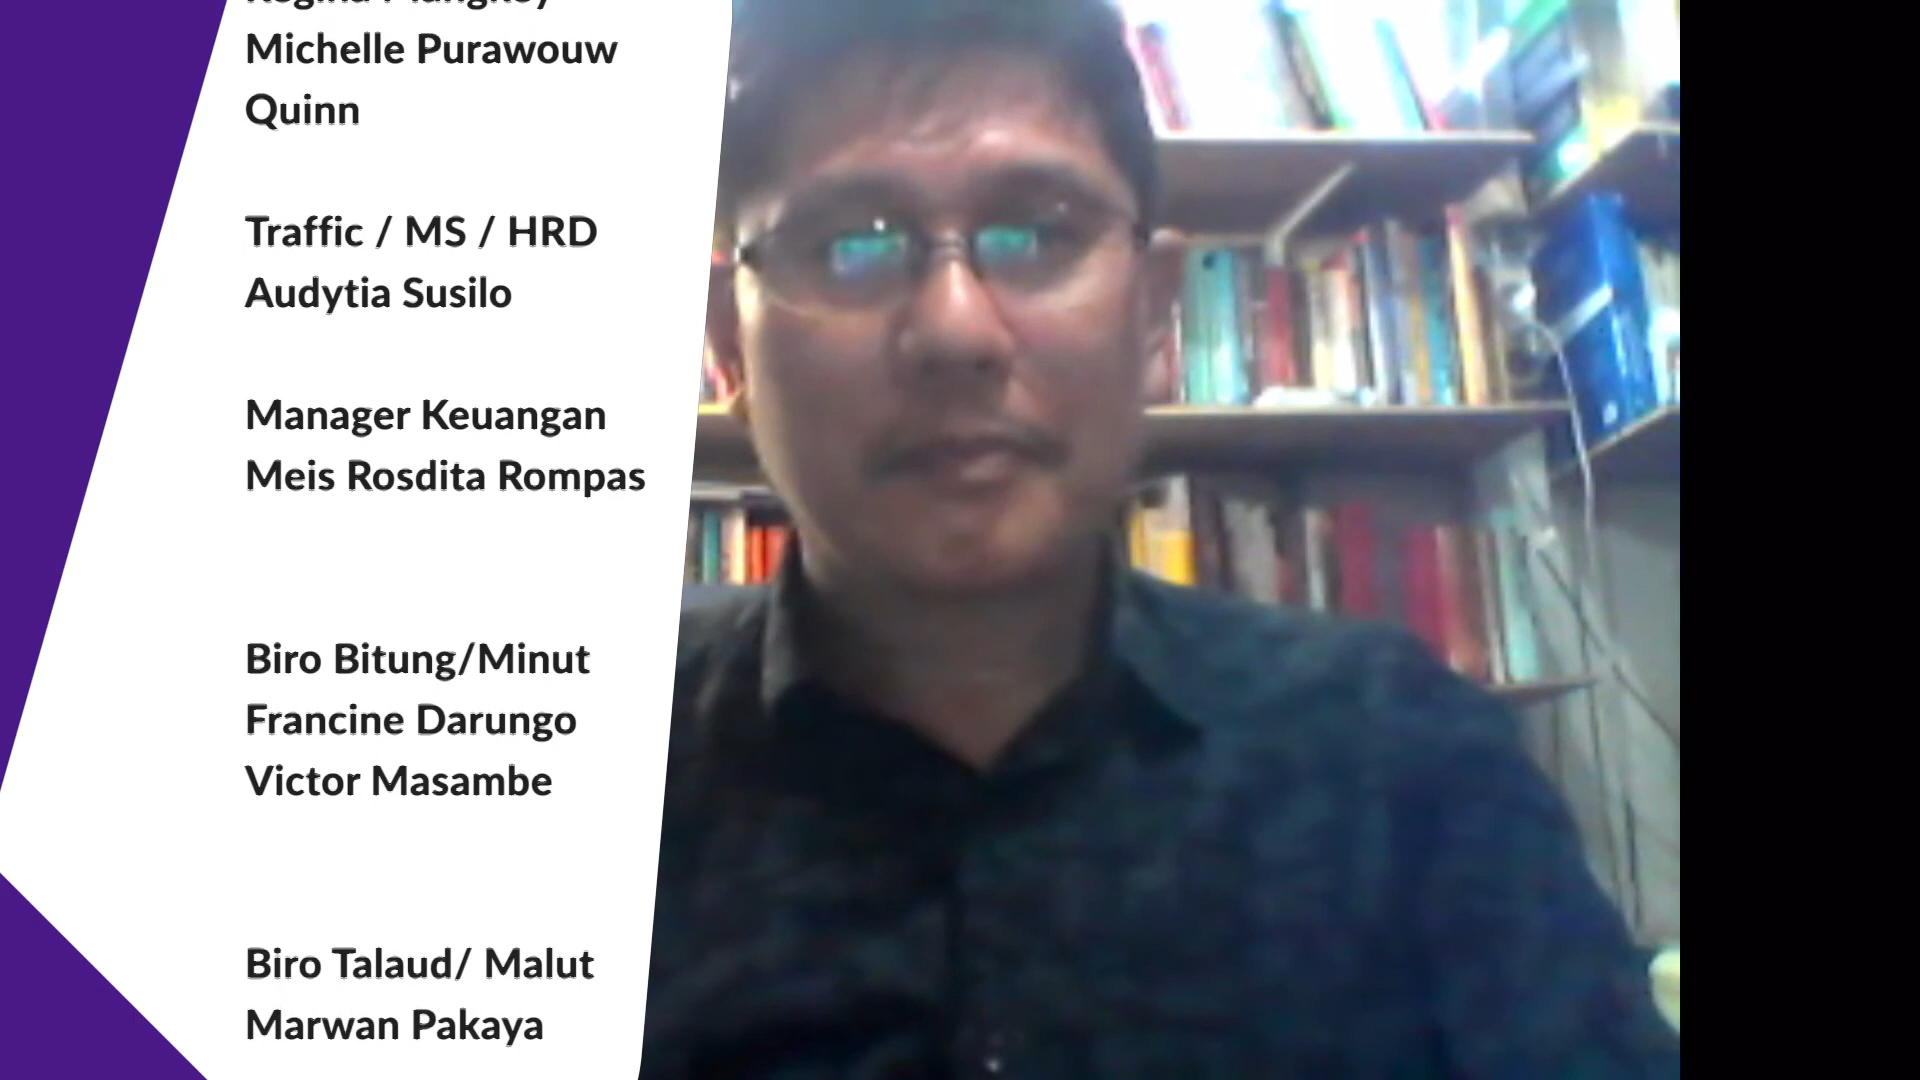 Michelle Purawouw
Quinn
Traffic / MS / HRD
Audytia Susilo
Manager Keuangan
Meis Rosdita Rompas
Biro Bitung/Minut
Francine Darungo
Victor Masambe
Biro Talaud/ Malut
Marwan Pakaya